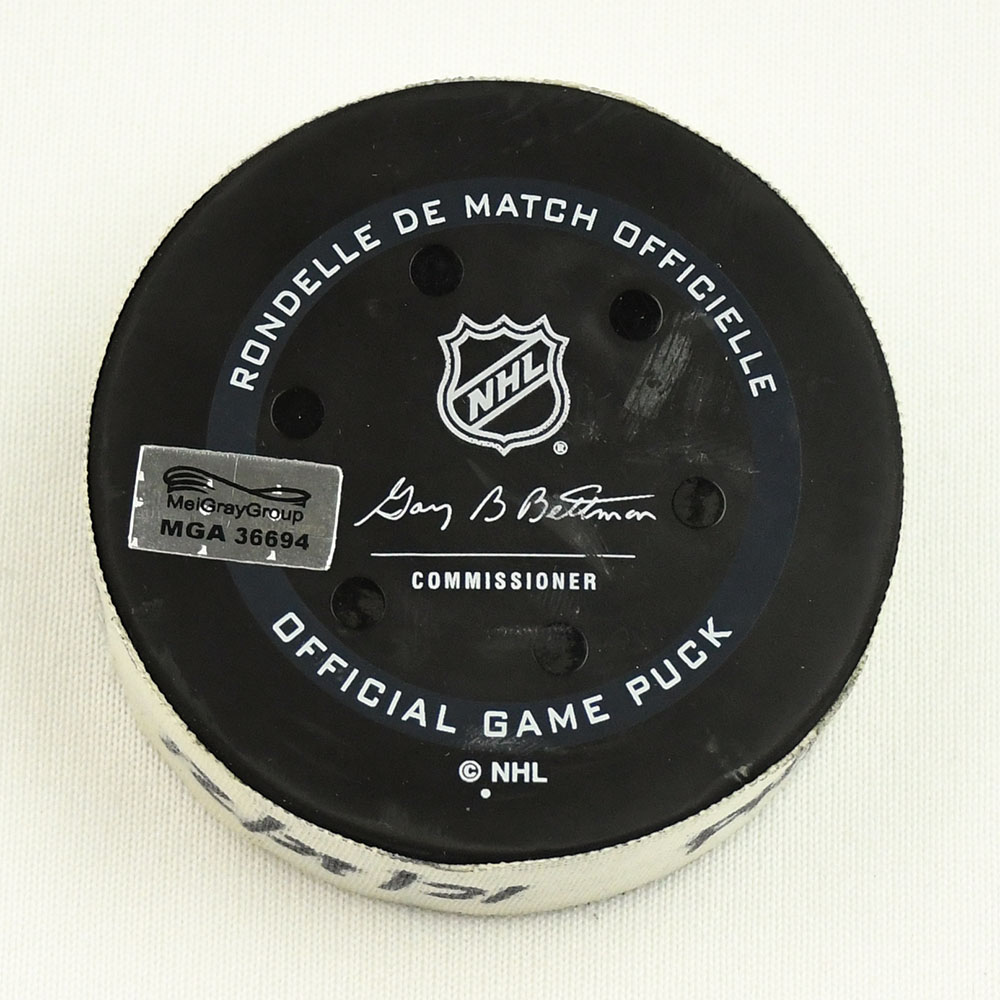 RONDELLE DE MATCH OFFICIELLE
NHL
®
MeiGrayGroup
MGA 36694
Gary B Bettman
COMMISSIONER
OFFICIAL GAME PUCK
© NHL